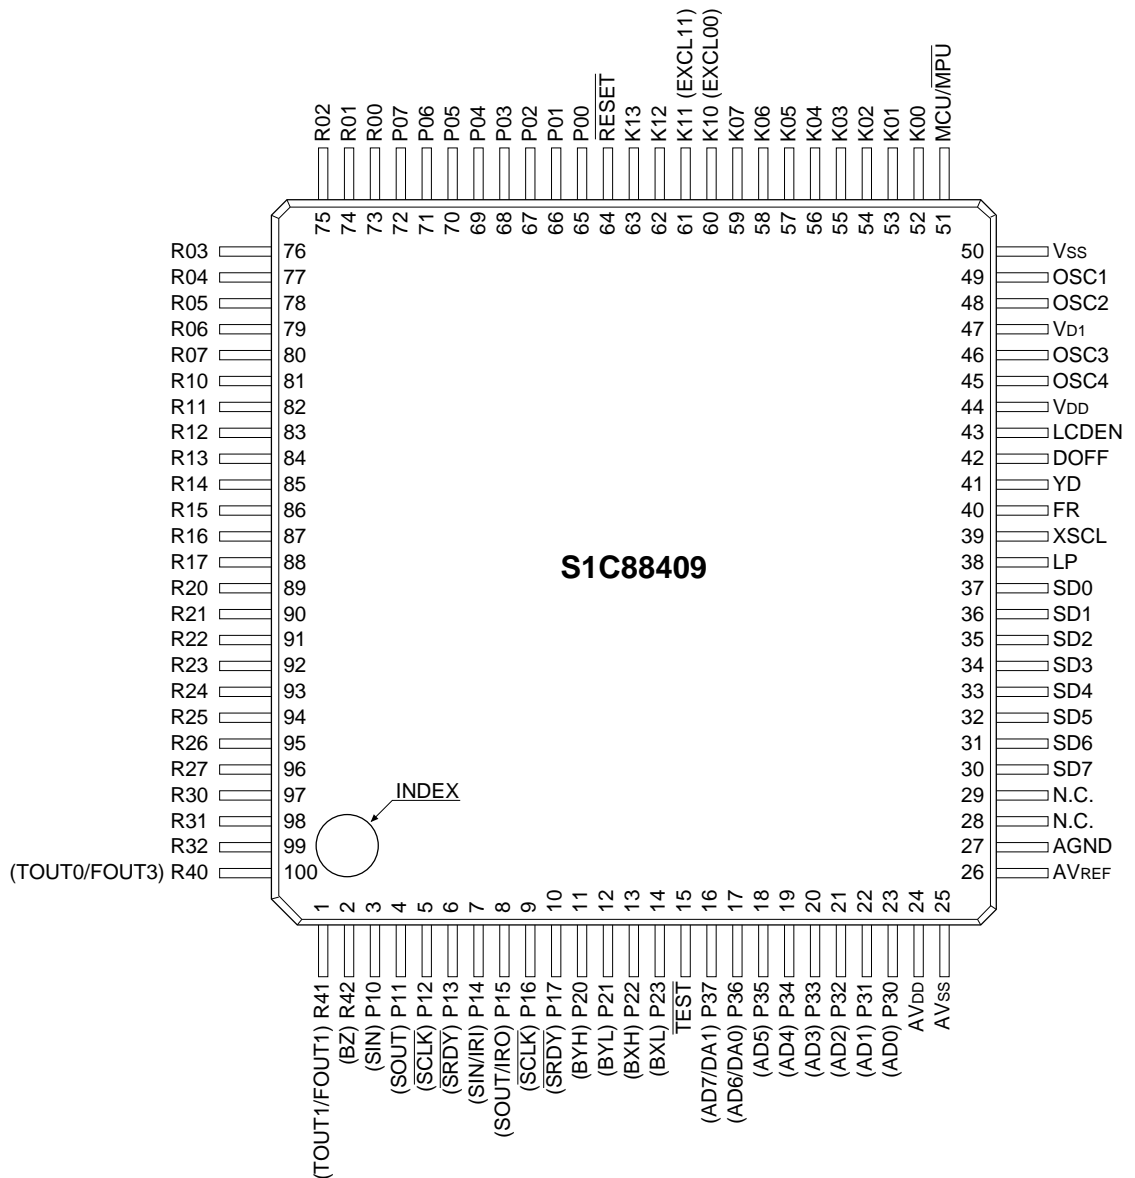 R02
R01
R00
P07
P06
P05
P04
P03
P02
P01
P00
RESET
K13
K12
K11 (EXCL11)
K10 (EXCL00)
K07
K06
K05
K04
K03
K02
K01
K00
MCU/MPU
75
74
73
72
71
70
69
68
67
66
65
64
63
62
61
60
59
58
57
56
55
54
53
52
51
R03 76
R04 77
R05 78
R06 79
R07 80
R10 81
R11 82
R12 83
R13 84
R14 85
R15 86
R16 87
R17 88
R20 89
R21 90
R22 91
R23 92
R24 93
R25 94
R26 95
R27 96
R30 97
R31 98
R32 99
(TOUT0/FOUT3) R40 100
S1C88409
INDEX
50 VSS
49 OSC1
48 OSC2
47 VD1
46 OSC3
45 OSC4
44 VDD
43 LCDEN
42 DOFF
41 YD
40 FR
39 XSCL
38 LP
37 SD0
36 SD1
35 SD2
34 SD3
33 SD4
32 SD5
31 SD6
30 SD7
29 N.C.
28 N.C.
27 AGND
26 AVREF
1
2
3
4
5
6
7
8
9
10
11
12
13
14
15
16
17
18
19
20
21
22
23
24
25
(TOUT1/FOUT1) R41
(BZ) R42
(SIN) P10
(SOUT) P11
(SCLK) P12
(SRDY) P13
(SIN/IRI) P14
(SOUT/IRO) P15
(SCLK) P16
(SRDY) P17
(BYH) P20
(BYL) P21
(BXH) P22
(BXL) P23
TEST
(AD7/DA1) P37
(AD6/DA0) P36
(AD5) P35
(AD4) P34
(AD3) P33
(AD2) P32
(AD1) P31
(AD0) P30
AVDD
AVSS